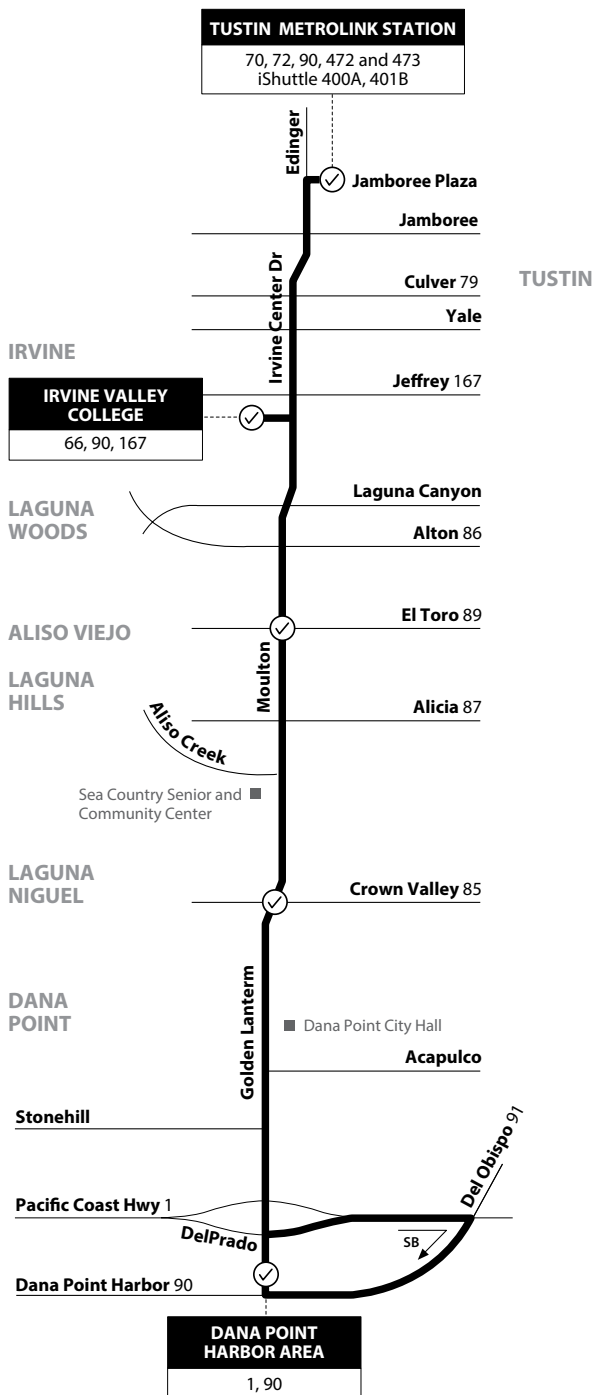 TUSTIN METROLINK STATION
70, 72, 90, 472 and 473
iShuttle 400A, 401B
Edinger
Jamboree Plaza
Jamboree
Irvine Center Dr
Culver 79
TUSTIN
Yale
IRVINE
Jeffrey 167
IRVINE VALLEY
COLLEGE
66, 90, 167
Laguna Canyon
LAGUNA
WOODS
Alton 86
El Toro 89
ALISO VIEJO
Moulton
LAGUNA
HILLS
Alicia 87
Aliso Creek
Sea Country Senior and
Community Center
LAGUNA
NIGUEL
Crown Valley 85
Golden Lanterm
DANA
POINT
Dana Point City Hall
Acapulco
Stonehill
Del Obispo 91
Pacific Coast Hwy 1
DelPrado
SB
Dana Point Harbor 90
DANA POINT
HARBOR AREA
1, 90